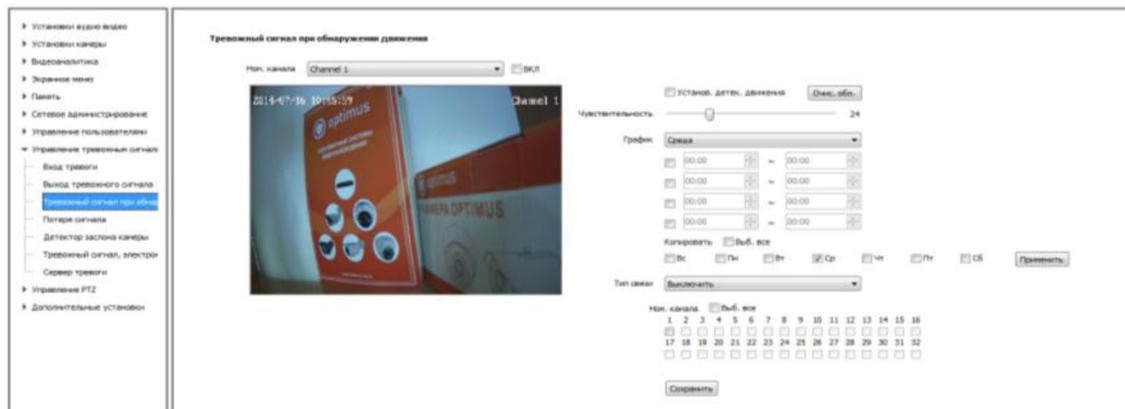 Установки аудио видео
Установки камеры
Видеоаналитика
Экранное меню
Память
Сетевое администрирование
Управление пользователями
Управление тревожным сигнало
Вход тревоги
Выход тревожного сигнала
Тревожный сигнал при обнар
Потеря сигнала
Детектор заслона камеры
Тревожный сигнал, электрон
Сервер тревоги
Управление PTZ
Дополнительные установки
Тревожный сигнал при обнаружении движения
Ном. канала Channel 1 ВКЛ
Channel 1
optimus
optimus
КАМЕРА OPTIMUS
Установ. детек. движения Очис. обл.
Чувствительность 24
График Среда
00:00 ~ 00:00
00:00 ~ 00:00
00:00 ~ 00:00
00:00 ~ 00:00
Копировать Выб. все
Вс Пн Вт Ср Чт Пт Сб Применить
Тип связи Выключить
Ном. канала Выб. все
1 2 3 4 5 6 7 8 9 10 11 12 13 14 15 16
17 18 19 20 21 22 23 24 25 26 27 28 29 30 31 32
Сохранить